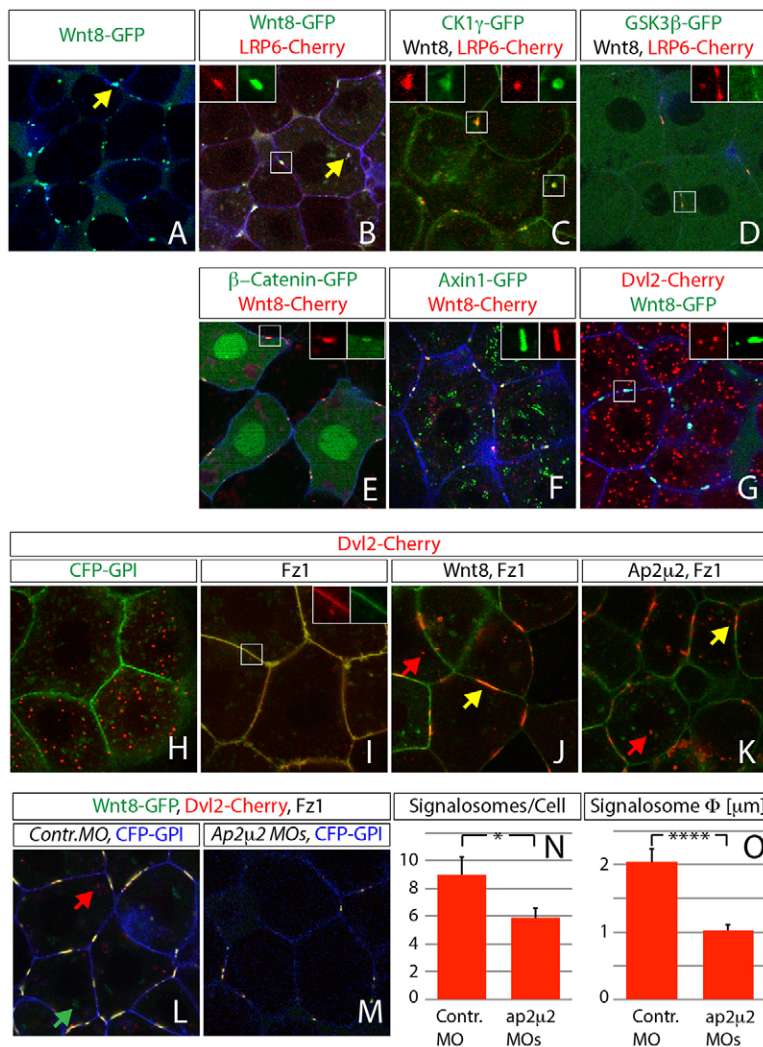 Wnt8-GFP
Wnt8-GFP
LRP6-Cherry
CK1γ-GFP
Wnt8, LRP6-Cherry
GSK3β-GFP
Wnt8, LRP6-Cherry
A
B
C
D
β-Catenin-GFP
Wnt8-Cherry
Axin1-GFP
Wnt8-Cherry
Dvl2-Cherry
Wnt8-GFP
E
F
G
Dvl2-Cherry
CFP-GPI
Fz1
Wnt8, Fz1
Ap2μ2, Fz1
H
I
J
K
Wnt8-GFP, Dvl2-Cherry, Fz1
Contr.MO, CFP-GPI
Ap2μ2 MOs, CFP-GPI
L
M
Signalosomes/Cell
* N
10
8
6
4
2
0
Contr.
MO
ap2μ2
MOs
Signalosome Φ [μm]
**** O
2
1
0
Contr.
MO
ap2μ2
MOs